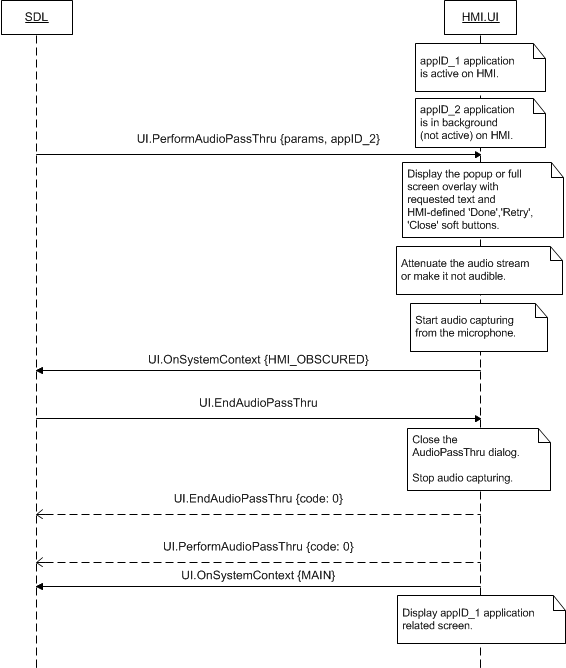 SDL
HMI.UI
appID_1 application
is active on HMI.
appID_2 application
is in background
(not active) on HMI.
UI.PerformAudioPassThru {params, appID_2}
Display the popup or full
screen overlay with
requested text and
HMI-defined 'Done','Retry',
'Close' soft buttons.
Attenuate the audio stream
or make it not audible.
Start audio capturing
from the microphone.
UI.OnSystemContext {HMI_OBSCURED}
UI.EndAudioPassThru
Close the
AudioPassThru dialog.
Stop audio capturing.
UI.EndAudioPassThru {code: 0}
UI.PerformAudioPassThru {code: 0}
UI.OnSystemContext {MAIN}
Display appID_1 application
related screen.